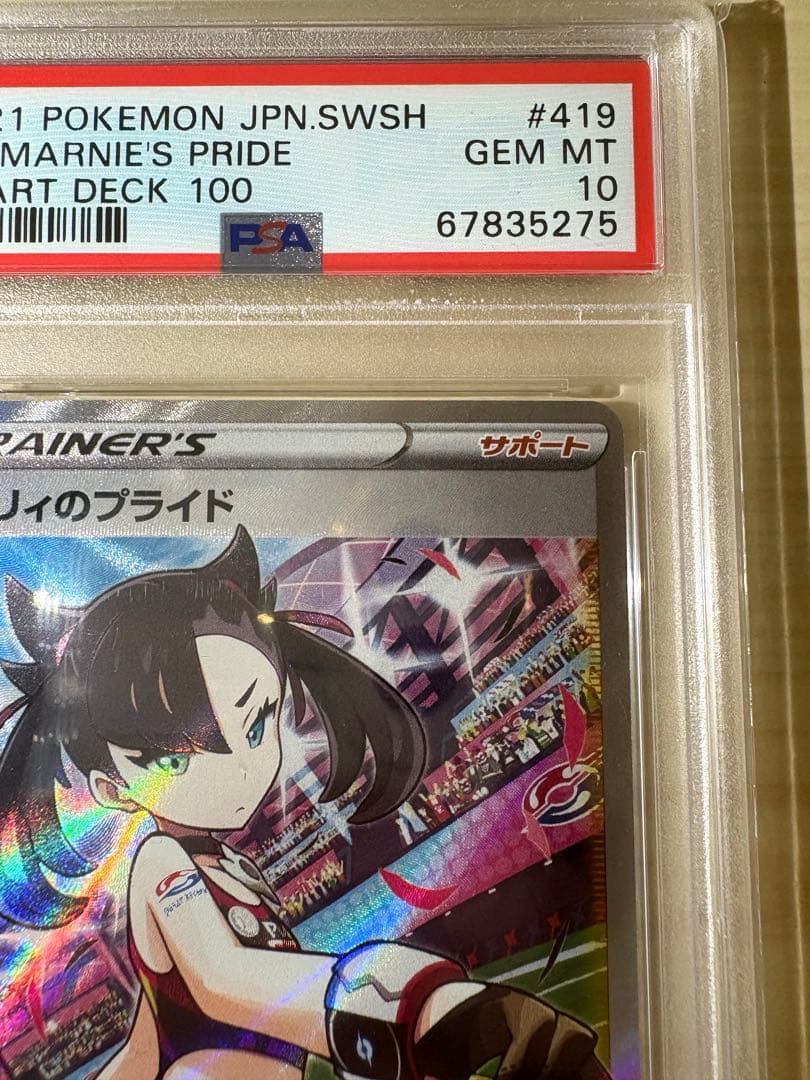 21 POKEMON JPN.SWSH #419
MARNIE'S PRIDE GEM MT
ART DECK 100 10
PSA 67835275
RAINER'S サポート
リィのプライド